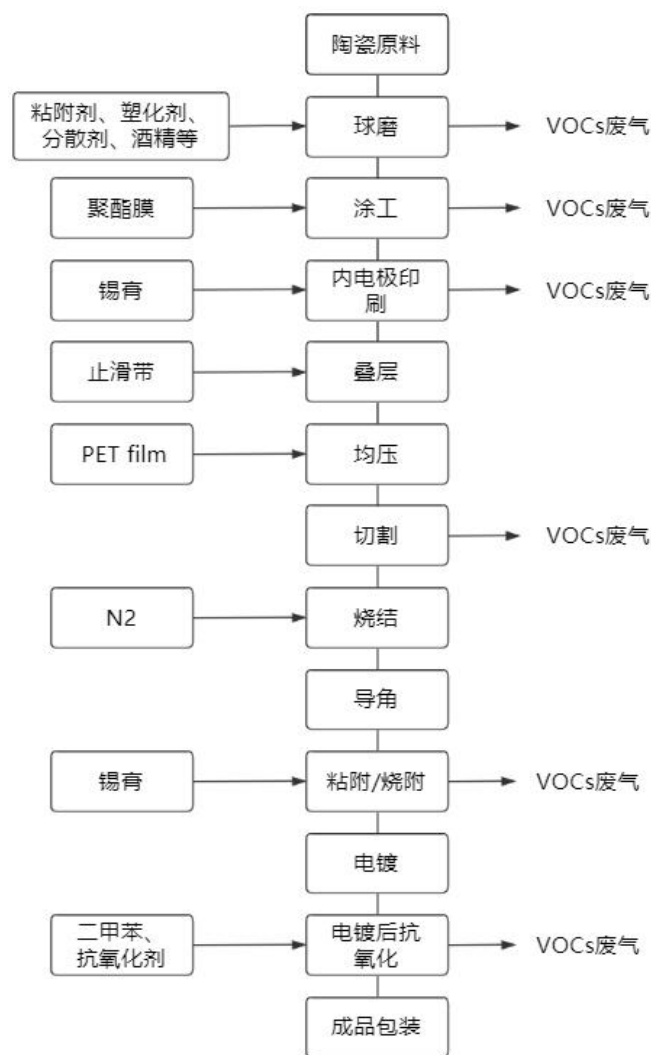 陶瓷原料
粘附剂、塑化剂、
分散剂、酒精等
球磨
VOCs废气
聚酯膜
涂工
VOCs废气
锡膏
内电极印
刷
VOCs废气
止滑带
叠层
PET film
均压
切割
VOCs废气
N2
烧结
导角
锡膏
粘附/烧附
VOCs废气
电镀
二甲苯、
抗氧化剂
电镀后抗
氧化
VOCs废气
成品包装